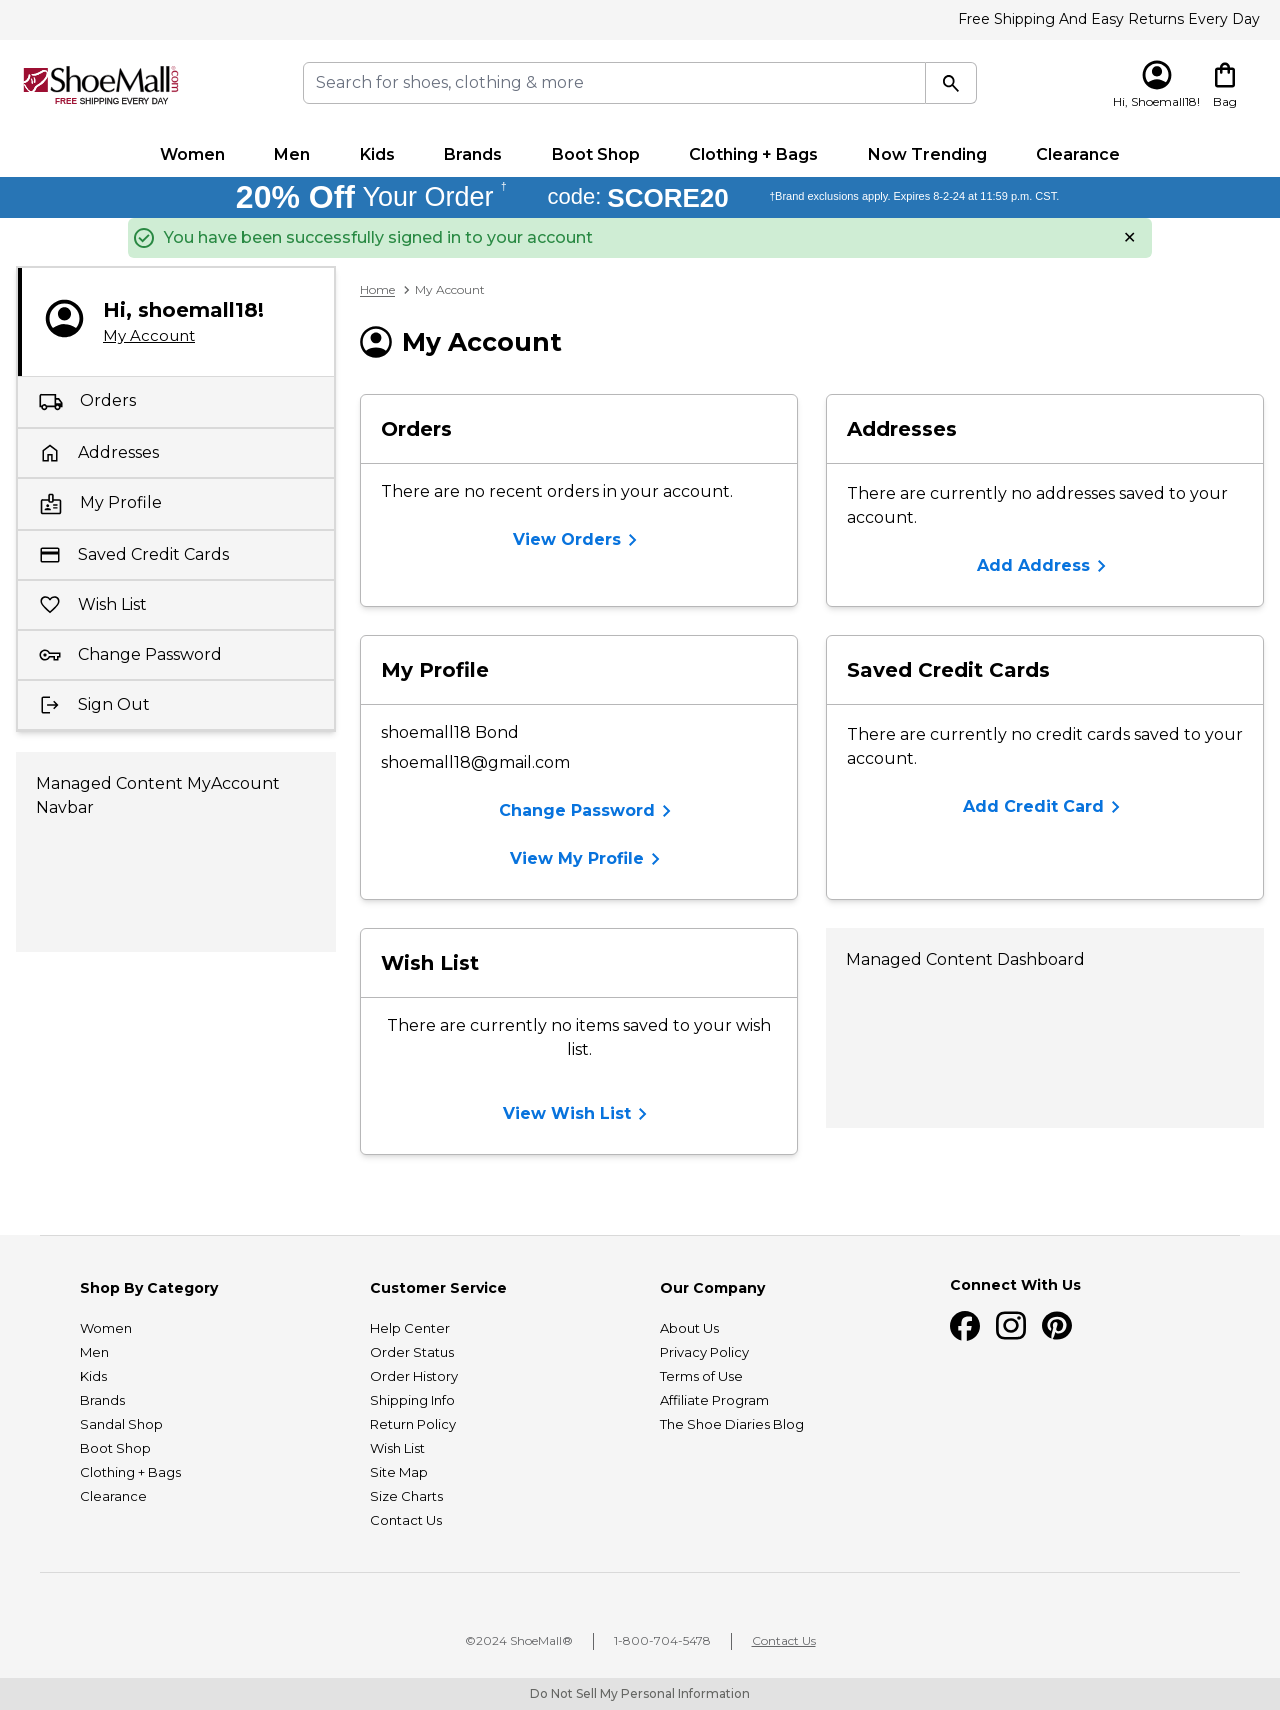 Free Shipping And Easy Returns Every Day
ShoeMall.com®
FREE SHIPPING EVERY DAY
Search for shoes, clothing & more
Hi, Shoemall18!
Bag
Women Men Kids Brands Boot Shop Clothing + Bags Now Trending Clearance
20% Off Your Order † code: SCORE20 †Brand exclusions apply. Expires 8-2-24 at 11:59 p.m. CST.
You have been successfully signed in to your account
Hi, shoemall18!
My Account
Orders
Addresses
My Profile
Saved Credit Cards
Wish List
Change Password
Sign Out
Managed Content MyAccount
Navbar
Home > My Account
My Account
Orders
There are no recent orders in your account.
View Orders
Addresses
There are currently no addresses saved to your
account.
Add Address
My Profile
shoemall18 Bond
shoemall18@gmail.com
Change Password
View My Profile
Saved Credit Cards
There are currently no credit cards saved to your
account.
Add Credit Card
Wish List
There are currently no items saved to your wish
list.
View Wish List
Managed Content Dashboard
Shop By Category
Women
Men
Kids
Brands
Sandal Shop
Boot Shop
Clothing + Bags
Clearance
Customer Service
Help Center
Order Status
Order History
Shipping Info
Return Policy
Wish List
Site Map
Size Charts
Contact Us
Our Company
About Us
Privacy Policy
Terms of Use
Affiliate Program
The Shoe Diaries Blog
Connect With Us
©2024 ShoeMall® 1-800-704-5478 Contact Us
Do Not Sell My Personal Information